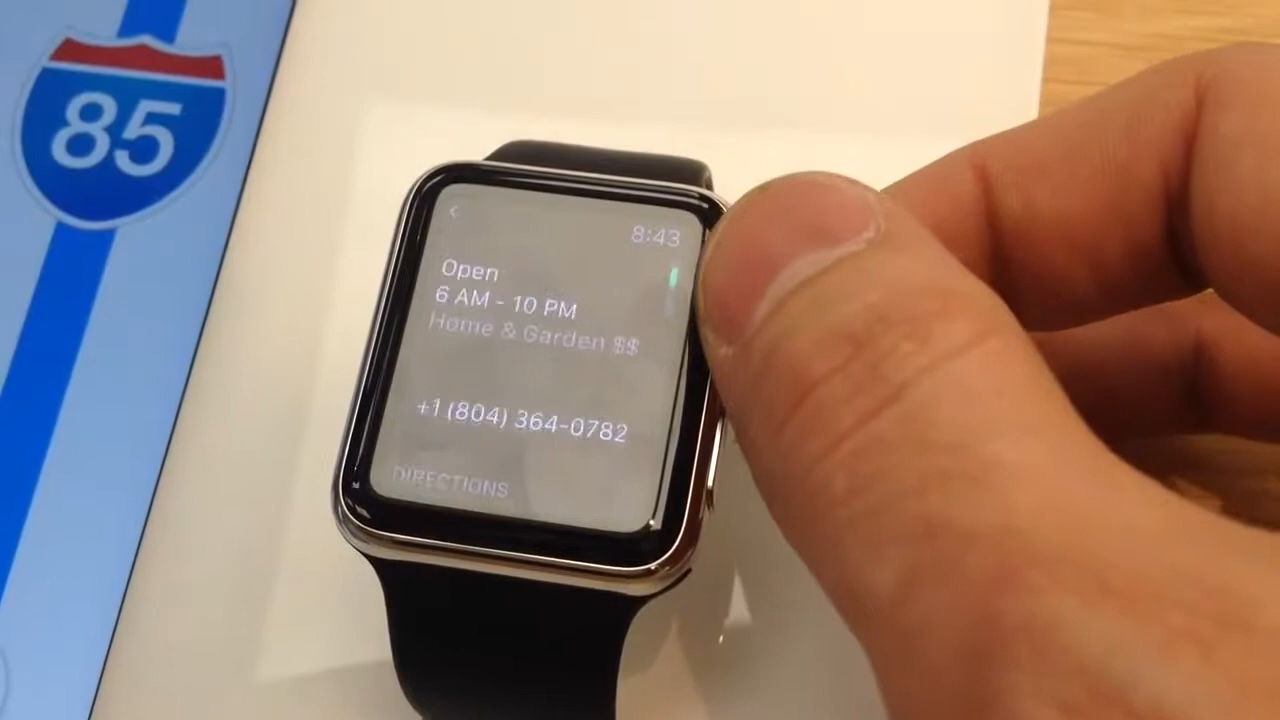 85
<
8:43
Open
6 AM - 10 PM
Home & Garden $$
+1 (804) 364-0782
DIRECTIONS